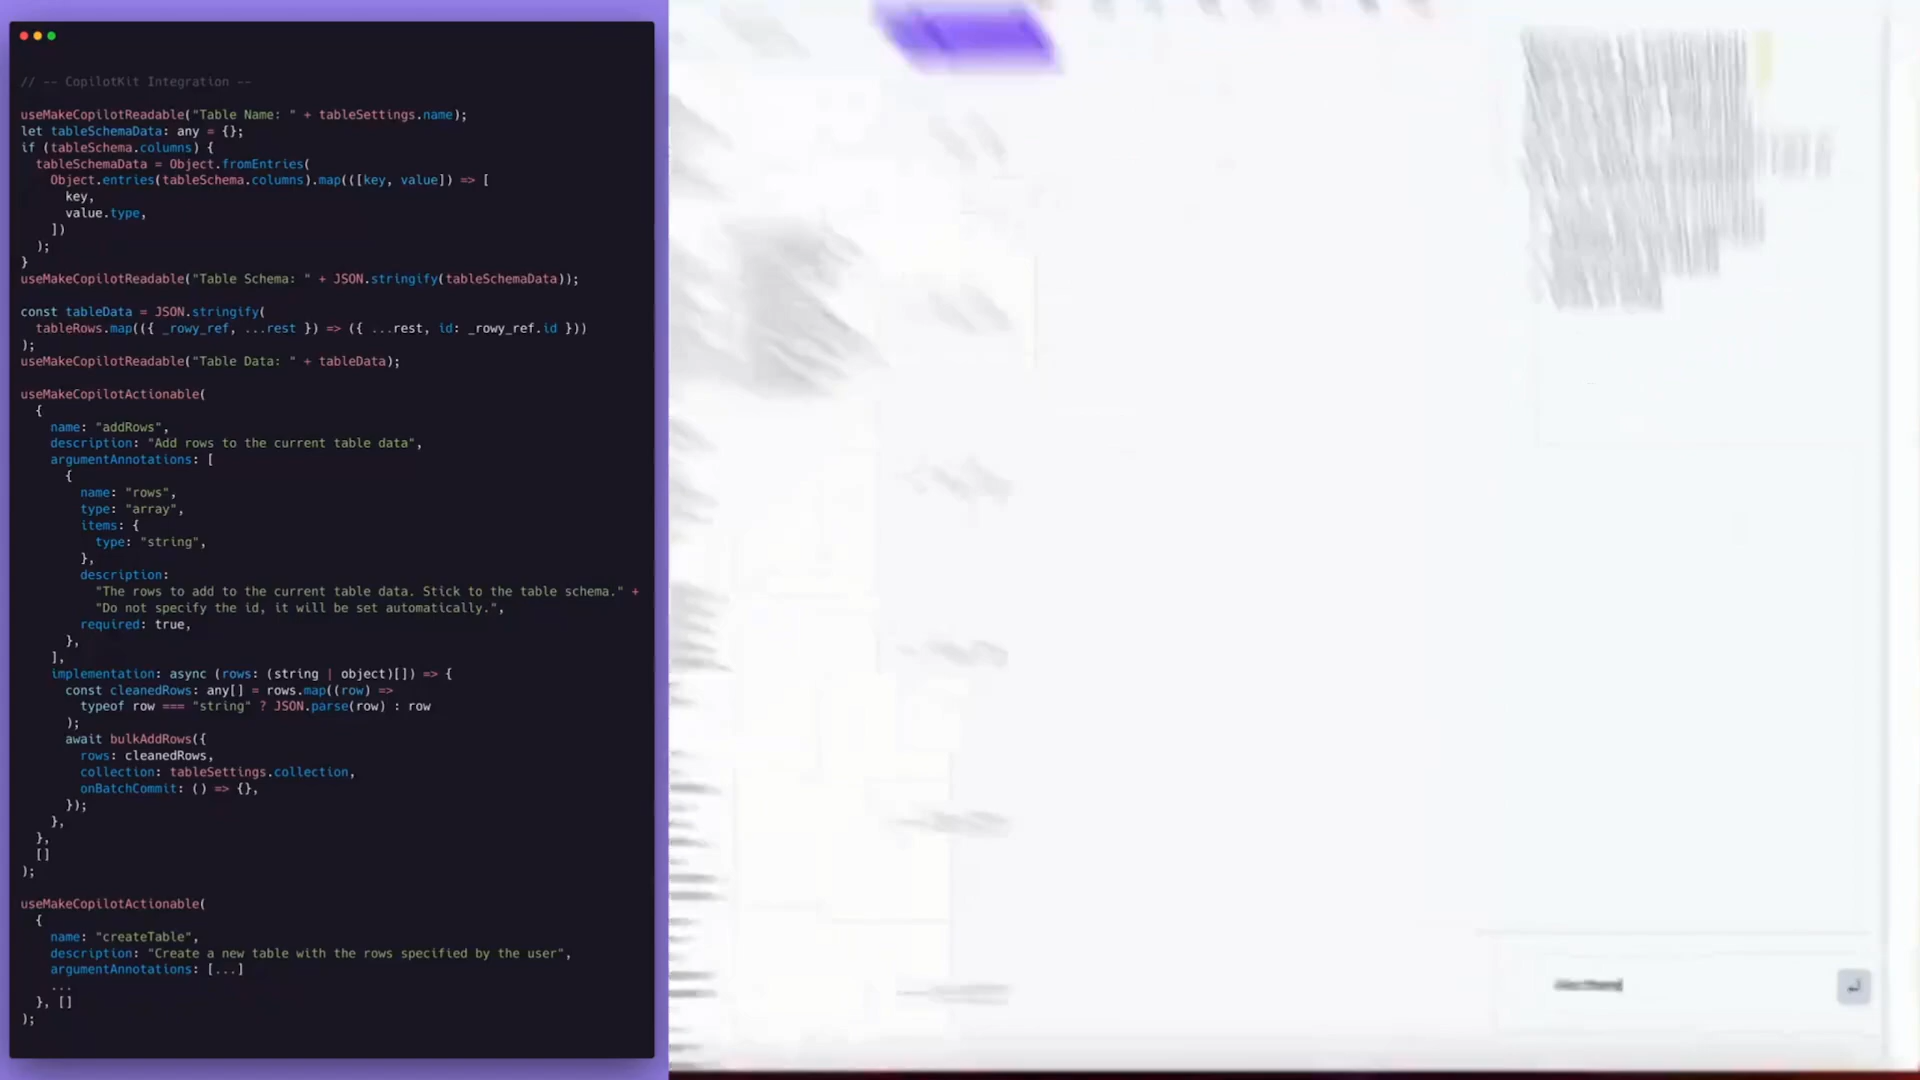 // -- CopilotKit Integration --
useMakeCopilotReadable("Table Name: " + tableSettings.name);
let tableSchemaData: any = {};
if (tableSchema.columns) {
tableSchemaData = Object.fromEntries(
Object.entries(tableSchema.columns).map(([key, value]) => [
key,
value.type,
])
);
}
useMakeCopilotReadable("Table Schema: " + JSON.stringify(tableSchemaData));
const tableData = JSON.stringify(
tableRows.map(({ _rowy_ref, ...rest }) => ({ ...rest, id: _rowy_ref.id }))
);
useMakeCopilotReadable("Table Data: " + tableData);
useMakeCopilotActionable(
{
name: "addRows",
description: "Add rows to the current table data",
argumentAnnotations: [
{
name: "rows",
type: "array",
items: {
type: "string",
},
description:
"The rows to add to the current table data. Stick to the table schema." +
"Do not specify the id, it will be set automatically.",
required: true,
},
],
implementation: async (rows: (string | object)[]) => {
const cleanedRows: any[] = rows.map((row) =>
typeof row === "string" ? JSON.parse(row) : row
);
await bulkAddRows({
rows: cleanedRows,
collection: tableSettings.collection,
onBatchCommit: () => {},
});
},
},
[]
);
useMakeCopilotActionable(
{
name: "createTable",
description: "Create a new table with the rows specified by the user",
argumentAnnotations: [...]
...
}, []
);